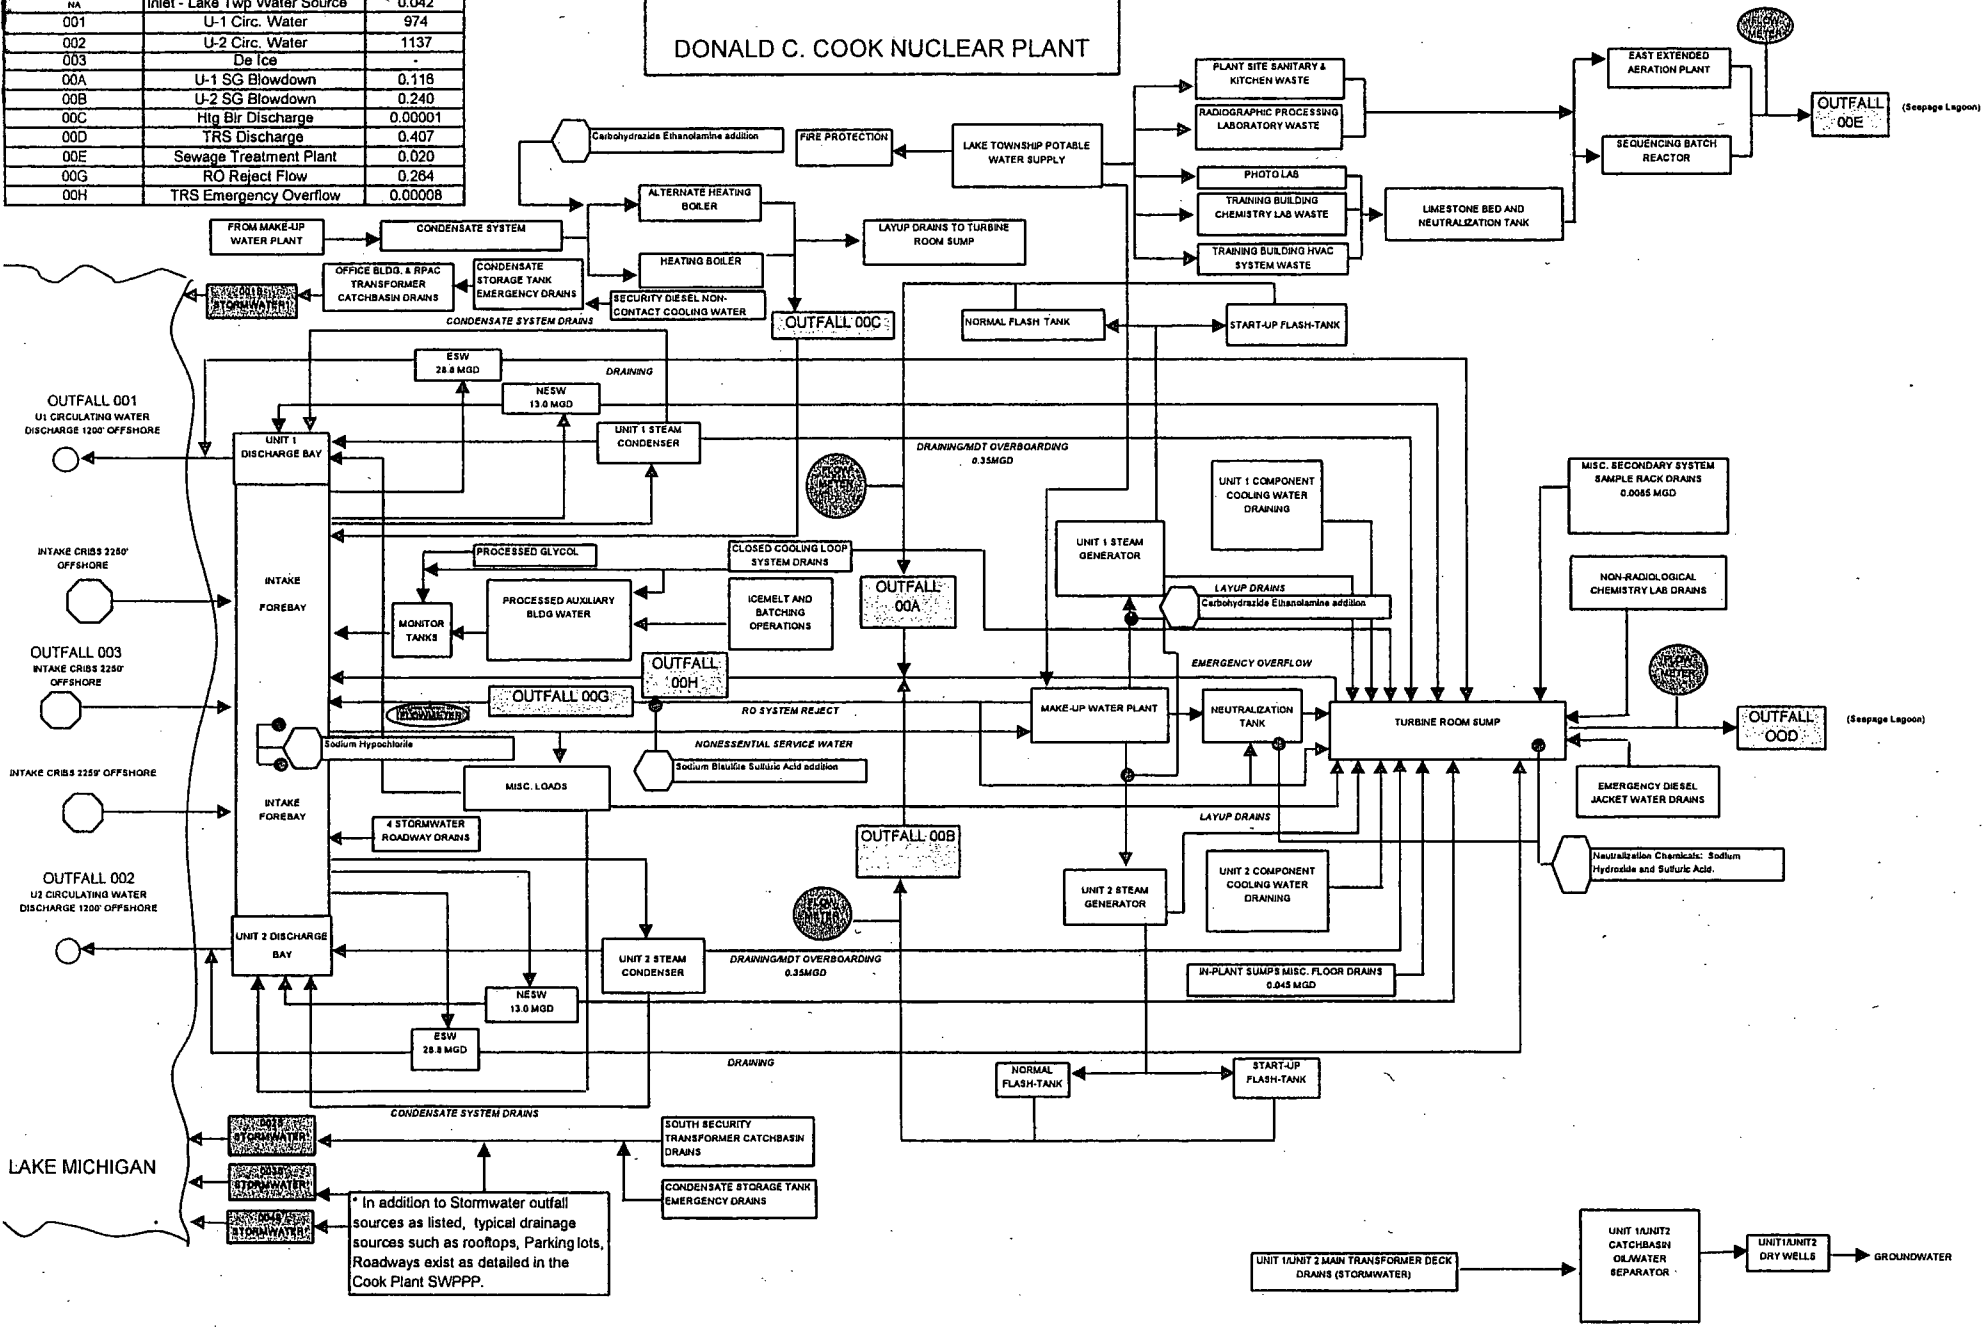 NA Inlet - Lake Twp Water Source 0.042
001 U-1 Circ. Water 974
002 U-2 Circ. Water 1137
003 De Ice -
00A U-1 SG Blowdown 0.116
00B U-2 SG Blowdown 0.240
00C Htg Blr Discharge 0.00001
00D TRS Discharge 0.407
00E Sewage Treatment Plant 0.020
00G RO Reject Flow 0.264
00H TRS Emergency Overflow 0.00008
DONALD C. COOK NUCLEAR PLANT
FLOW
METER
PLANT SITE SANITARY &
KITCHEN WASTE
RADIOGRAPHIC PROCESSING
LABORATORY WASTE
PHOTO LAB
TRAINING BUILDING
CHEMISTRY LAB WASTE
TRAINING BUILDING HVAC
SYSTEM WASTE
LIMESTONE BED AND
NEUTRALIZATION TANK
EAST EXTENDED
AERATION PLANT
SEQUENCING BATCH
REACTOR
OUTFALL
00E
(Seepage Lagoon)
Carbohydrazide Ethanolamine addition
FIRE PROTECTION
LAKE TOWNSHIP POTABLE
WATER SUPPLY
ALTERNATE HEATING
BOILER
FROM MAKE-UP
WATER PLANT
CONDENSATE SYSTEM
LAYUP DRAINS TO TURBINE
ROOM SUMP
HEATING BOILER
STORMWATER
OFFICE BLDG. & RPAC
TRANSFORMER
CATCHBASIN DRAINS
CONDENSATE
STORAGE TANK
EMERGENCY DRAINS
SECURITY DIESEL NON-
CONTACT COOLING WATER
OUTFALL 00C
NORMAL FLASH TANK
START-UP FLASH-TANK
CONDENSATE SYSTEM DRAINS
ESW
28.8 MGD
DRAINING
NESW
13.0 MGD
UNIT 1 STEAM
CONDENSER
DRAINING/MDT OVERBOARDING
0.35MGD
OUTFALL 001
U1 CIRCULATING WATER
DISCHARGE 1200' OFFSHORE
UNIT 1
DISCHARGE BAY
FLOW
METER
UNIT 1 COMPONENT
COOLING WATER
DRAINING
MISC. SECONDARY SYSTEM
SAMPLE RACK DRAINS
0.0065 MGD
INTAKE CRIBS 2250'
OFFSHORE
INTAKE
FOREBAY
PROCESSED GLYCOL
CLOSED COOLING LOOP
SYSTEM DRAINS
UNIT 1 STEAM
GENERATOR
NON-RADIOLOGICAL
CHEMISTRY LAB DRAINS
MONITOR
TANKS
PROCESSED AUXILIARY
BLDG WATER
ICEMELT AND
BATCHING
OPERATIONS
OUTFALL
00A
LAYUP DRAINS
Carbohydrazide Ethanolamine addition
OUTFALL 003
INTAKE CRIBS 2250'
OFFSHORE
OUTFALL
00H
EMERGENCY OVERFLOW
FLOW
METER
OUTFALL 00G
FLOWMETER
RO SYSTEM REJECT
MAKE-UP WATER PLANT
NEUTRALIZATION
TANK
TURBINE ROOM SUMP
OUTFALL
00D
(Seepage Lagoon)
Sodium Hypochlorite
NONESSENTIAL SERVICE WATER
Sodium Bisulfite Sulfuric Acid addition
INTAKE CRIBS 2250' OFFSHORE
MISC. LOADS
EMERGENCY DIESEL
JACKET WATER DRAINS
INTAKE
FOREBAY
4 STORMWATER
ROADWAY DRAINS
OUTFALL 00B
LAYUP DRAINS
Neutralization Chemicals: Sodium
Hydroxide and Sulfuric Acid.
OUTFALL 002
U2 CIRCULATING WATER
DISCHARGE 1200' OFFSHORE
FLOW
METER
UNIT 2 STEAM
GENERATOR
UNIT 2 COMPONENT
COOLING WATER
DRAINING
UNIT 2 DISCHARGE
BAY
UNIT 2 STEAM
CONDENSER
DRAINING/MDT OVERBOARDING
0.35MGD
IN-PLANT SUMPS MISC. FLOOR DRAINS
0.045 MGD
NESW
13.0 MGD
ESW
28.8 MGD
DRAINING
NORMAL
FLASH-TANK
START-UP
FLASH-TANK
CONDENSATE SYSTEM DRAINS
STORMWATER
SOUTH SECURITY
TRANSFORMER CATCHBASIN
DRAINS
LAKE MICHIGAN
STORMWATER
CONDENSATE STORAGE TANK
EMERGENCY DRAINS
STORMWATER
* In addition to Stormwater outfall
sources as listed, typical drainage
sources such as rooftops, Parking lots,
Roadways exist as detailed in the
Cook Plant SWPPP.
UNIT 1/UNIT 2 MAIN TRANSFORMER DECK
DRAINS (STORMWATER)
UNIT 1/UNIT2
CATCHBASIN
OIL/WATER
SEPARATOR
UNIT1/UNIT2
DRY WELLS
GROUNDWATER